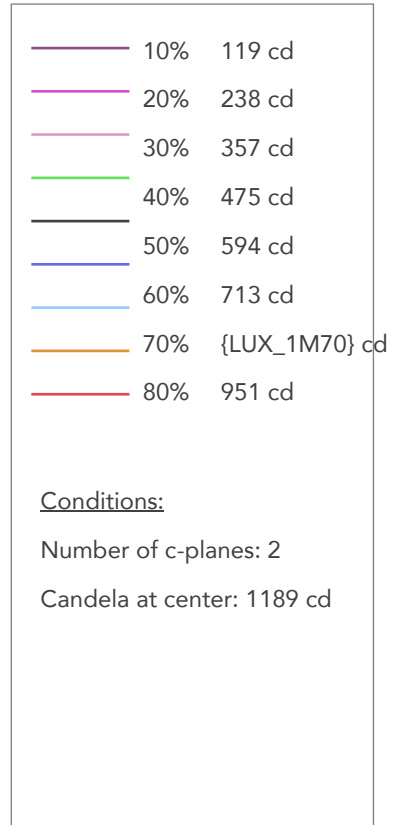 10% 119 cd
20% 238 cd
30% 357 cd
40% 475 cd
50% 594 cd
60% 713 cd
70% {LUX_1M70} cd
80% 951 cd
Conditions:
Number of c-planes: 2
Candela at center: 1189 cd